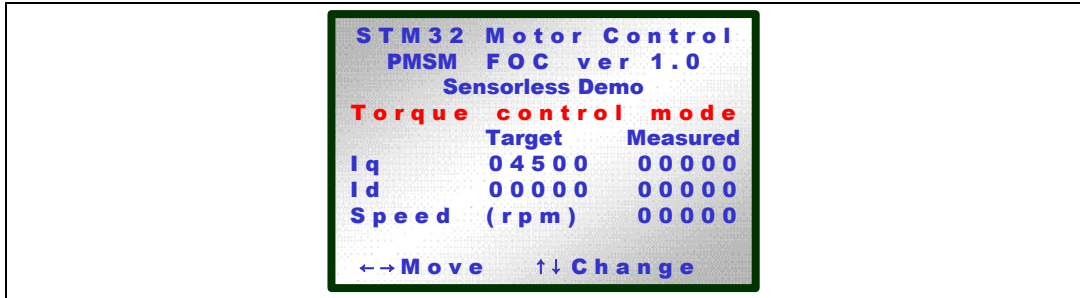 STM32 Motor Control
PMSM FOC ver 1.0
Sensorless Demo
Torque control mode
Target Measured
Iq 04500 00000
Id 00000 00000
Speed (rpm) 00000
←→Move ↑↓Change